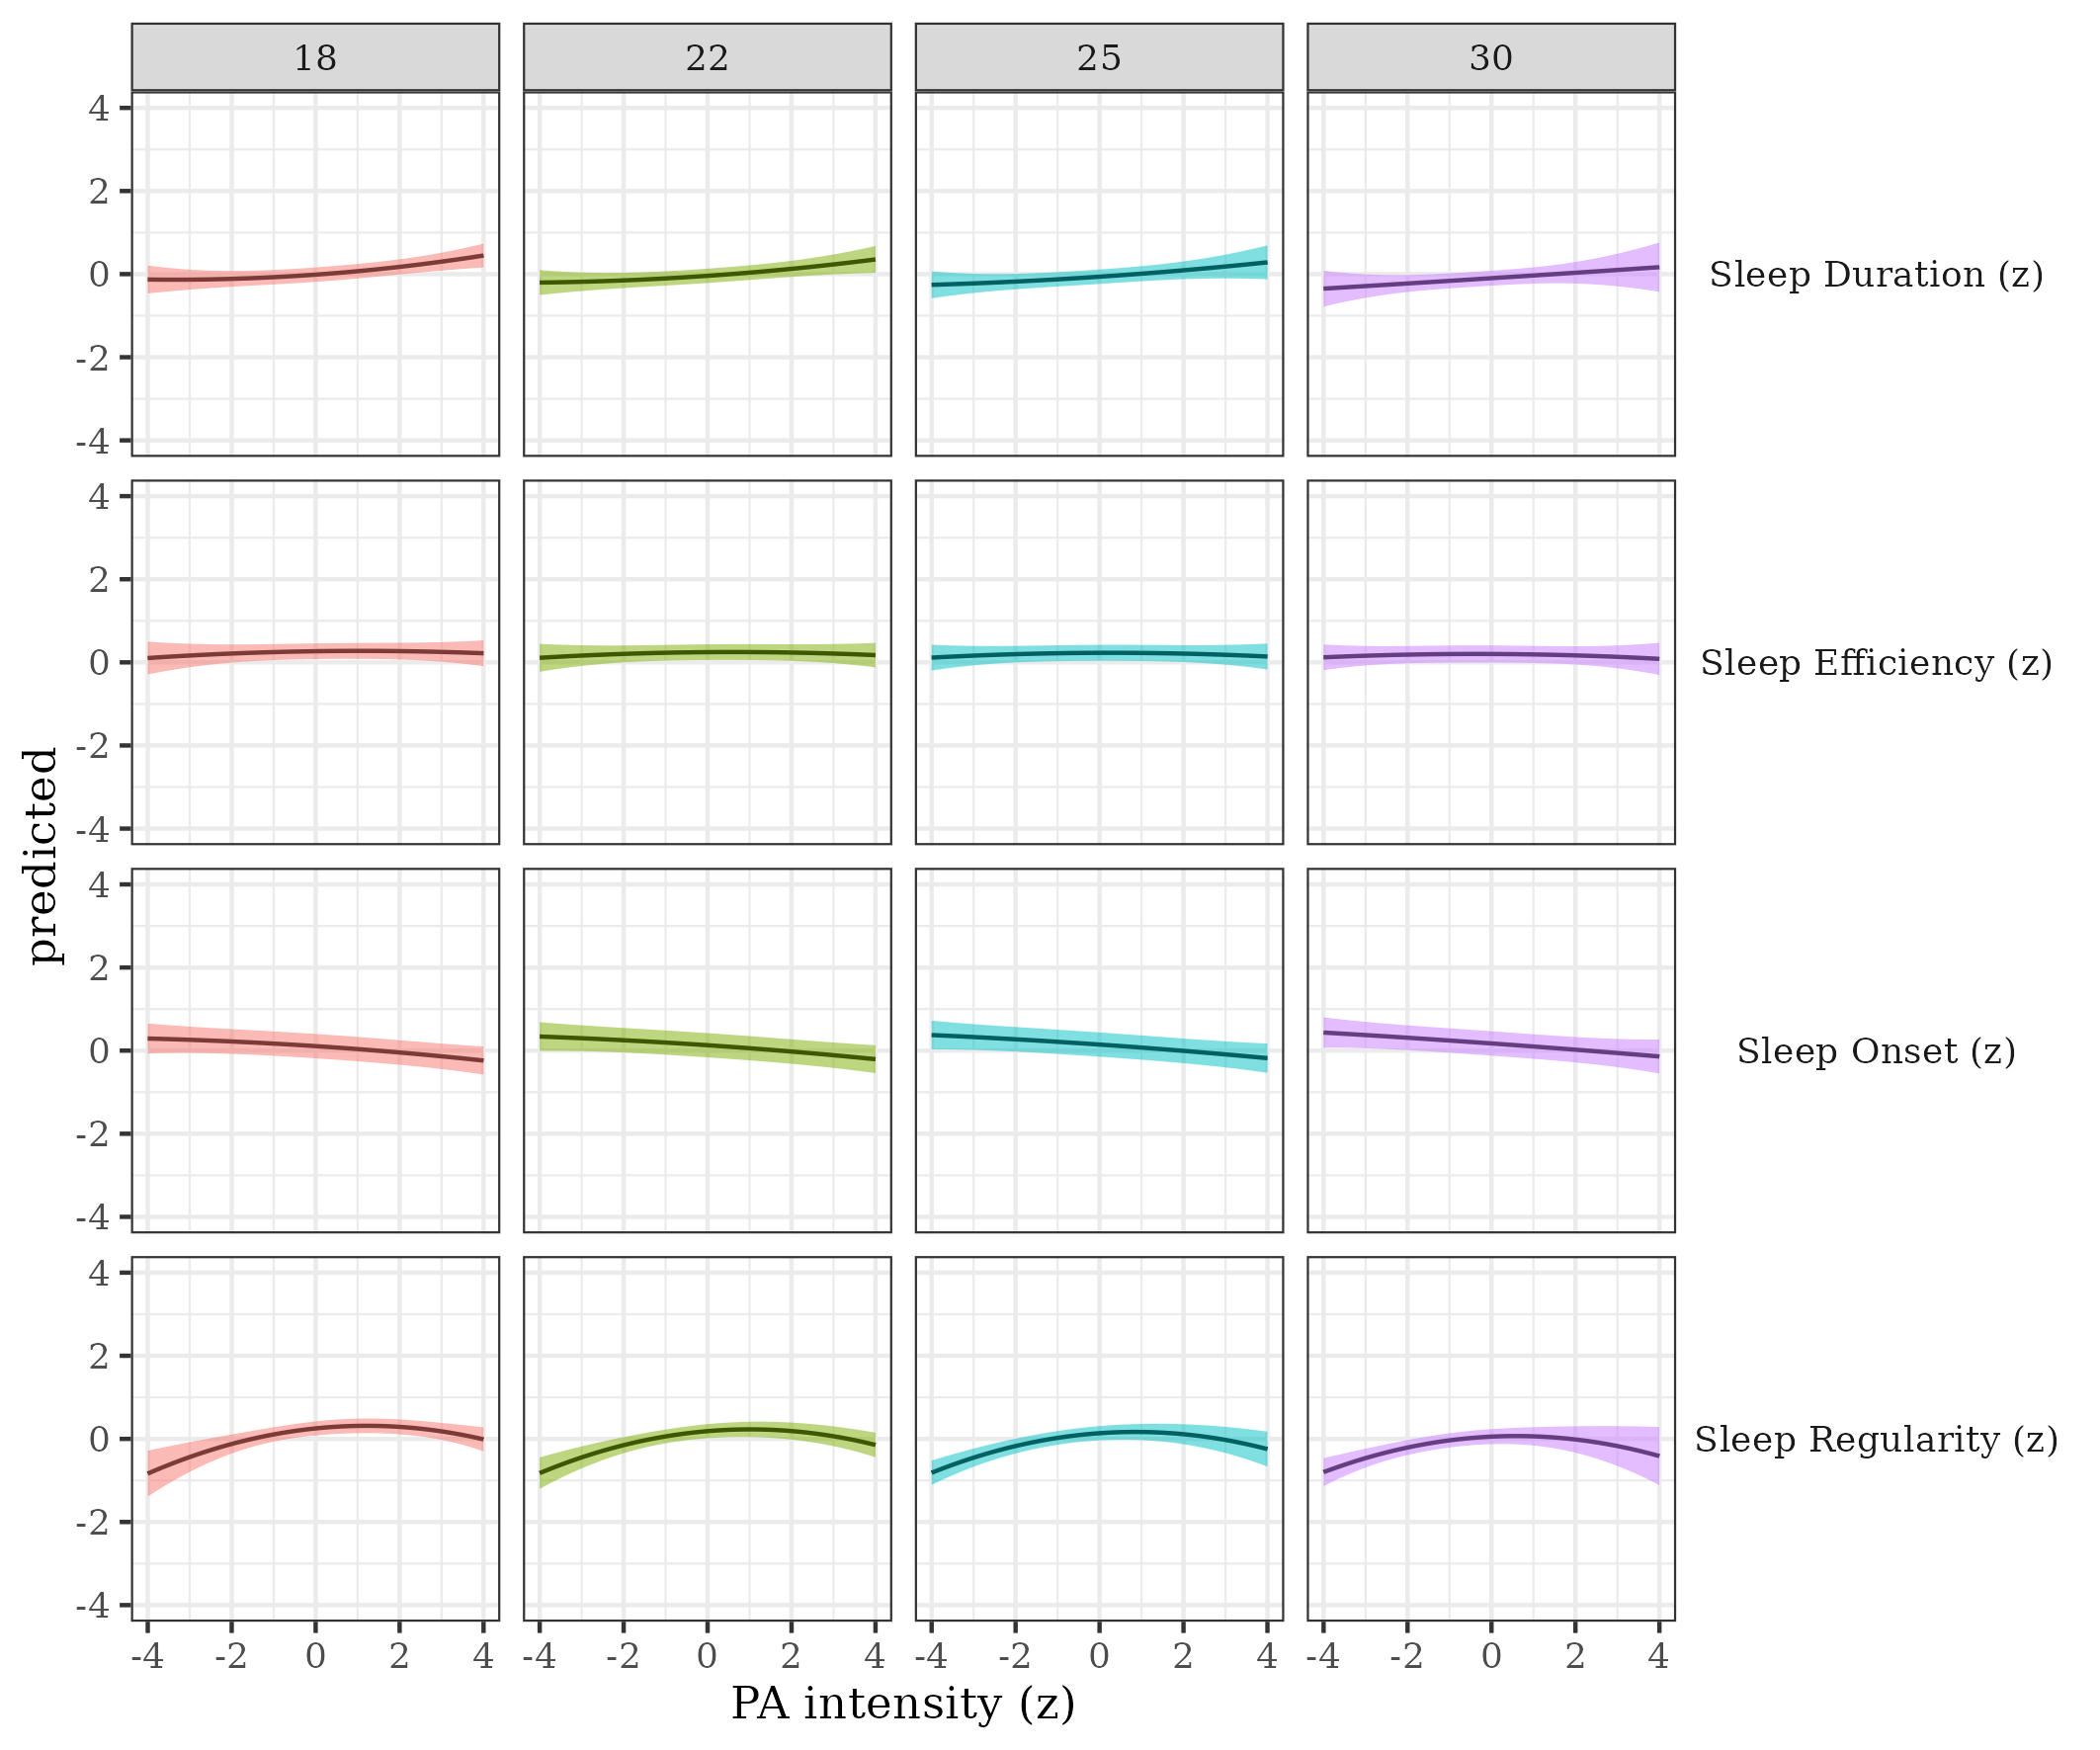 18 22 25 30
4
2
0
-2
-4
Sleep Duration (z)
4
2
0
-2
-4
Sleep Efficiency (z)
predicted
4
2
0
-2
-4
Sleep Onset (z)
4
2
0
-2
-4
Sleep Regularity (z)
-4 -2 0 2 4 -4 -2 0 2 4 -4 -2 0 2 4 -4 -2 0 2 4
PA intensity (z)